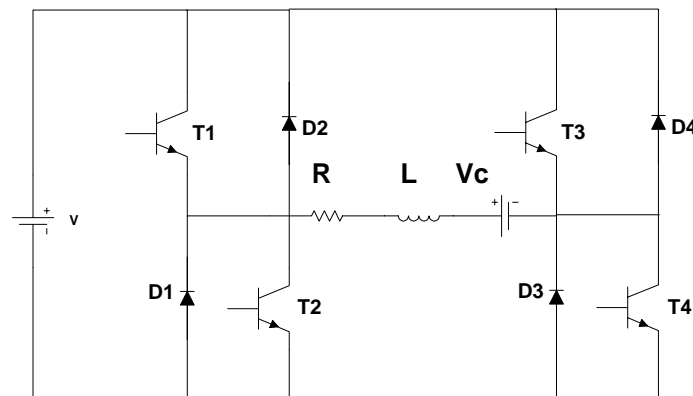 T1
D2
T3
D4
R
L
Vc
+
-
+
-
V
D1
T2
D3
T4